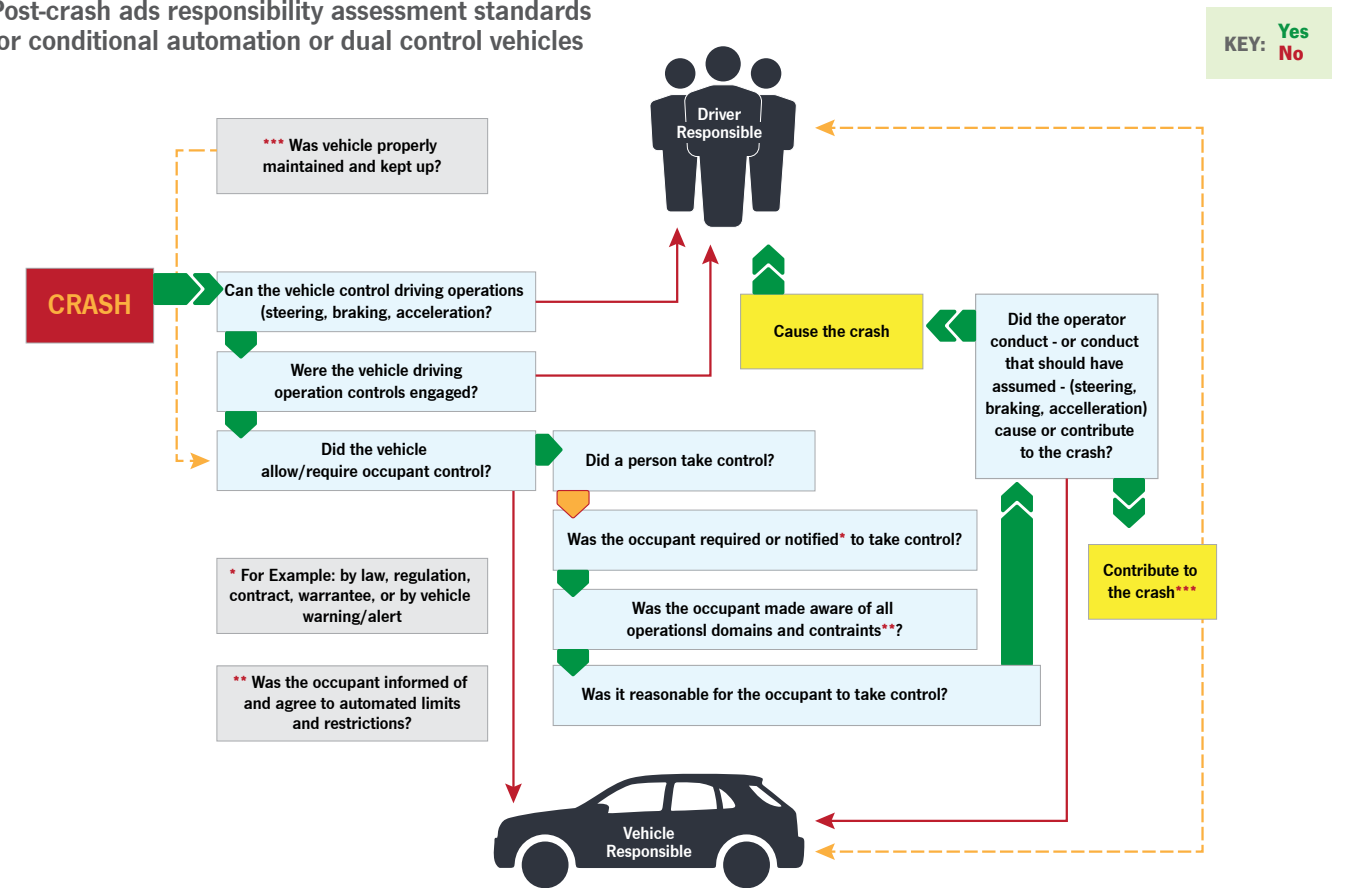 Post-crash ads responsibility assessment standards
or conditional automation or dual control vehicles
KEY: Yes
No
Driver
Responsible
*** Was vehicle properly
maintained and kept up?
CRASH
Can the vehicle control driving operations
(steering, braking, acceleration?
Were the vehicle driving
operation controls engaged?
Did the vehicle
allow/require occupant control?
Did a person take control?
Cause the crash
Did the operator
conduct - or conduct
that should have
assumed - (steering,
braking, accelleration)
cause or contribute
to the crash?
Was the occupant required or notified* to take control?
Was the occupant made aware of all
operationsl domains and contraints**?
Was it reasonable for the occupant to take control?
Contribute to
the crash***
* For Example: by law, regulation,
contract, warrantee, or by vehicle
warning/alert
** Was the occupant informed of
and agree to automated limits
and restrictions?
Vehicle
Responsible